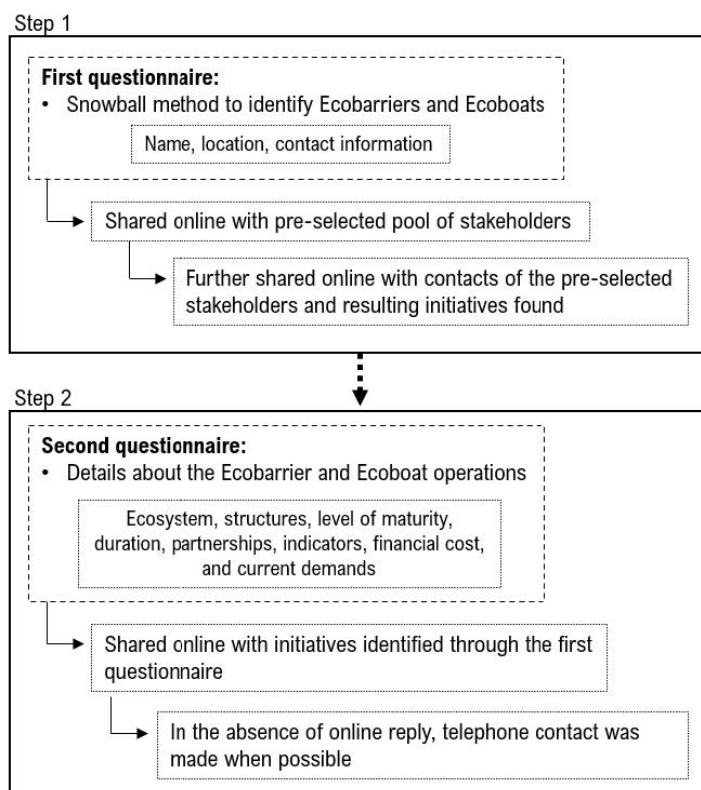 Step 1
First questionnaire:
• Snowball method to identify Ecobarriers and Ecoboats
Name, location, contact information
Shared online with pre-selected pool of stakeholders
Further shared online with contacts of the pre-selected
stakeholders and resulting initiatives found
Step 2
Second questionnaire:
• Details about the Ecobarrier and Ecoboat operations
Ecosystem, structures, level of maturity,
duration, partnerships, indicators, financial cost,
and current demands
Shared online with initiatives identified through the first
questionnaire
In the absence of online reply, telephone contact was
made when possible